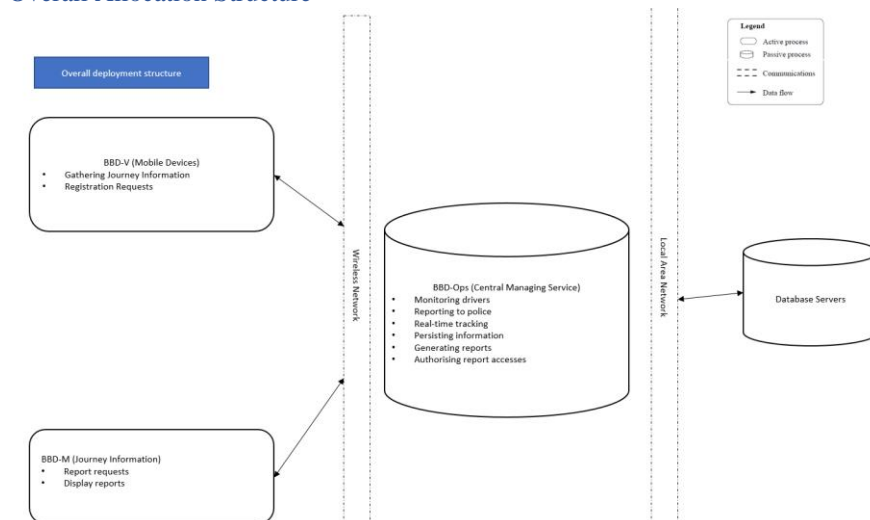 Overall Allocation Structure
Legend
Active process
Passive process
Communications
Data flow
Overall deployment structure
BBD-V (Mobile Devices)
• Gathering Journey Information
• Registration Requests
Wireless Network
BBD-Ops (Central Managing Service)
• Monitoring drivers
• Reporting to police
• Real-time tracking
• Persisting information
• Generating reports
• Authorising report accesses
Local Area Network
Database Servers
BBD-M (Journey Information)
• Report requests
• Display reports